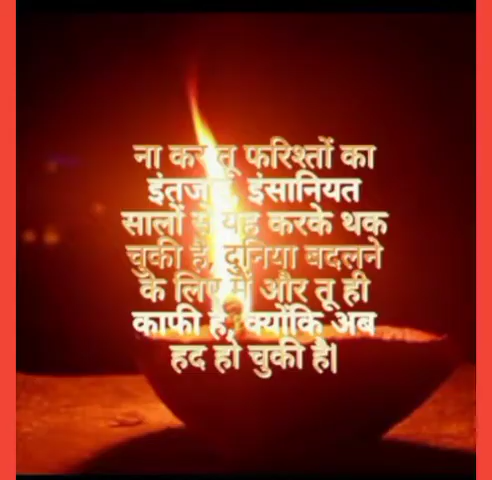 ना कर तू फरिश्तों का
इंतजार, इंसानियत
सालों से यह करके थक
चुकी है, दुनिया बदलने
के लिए मैं और तू ही
काफी है, क्योंकि अब
हद हो चुकी है|